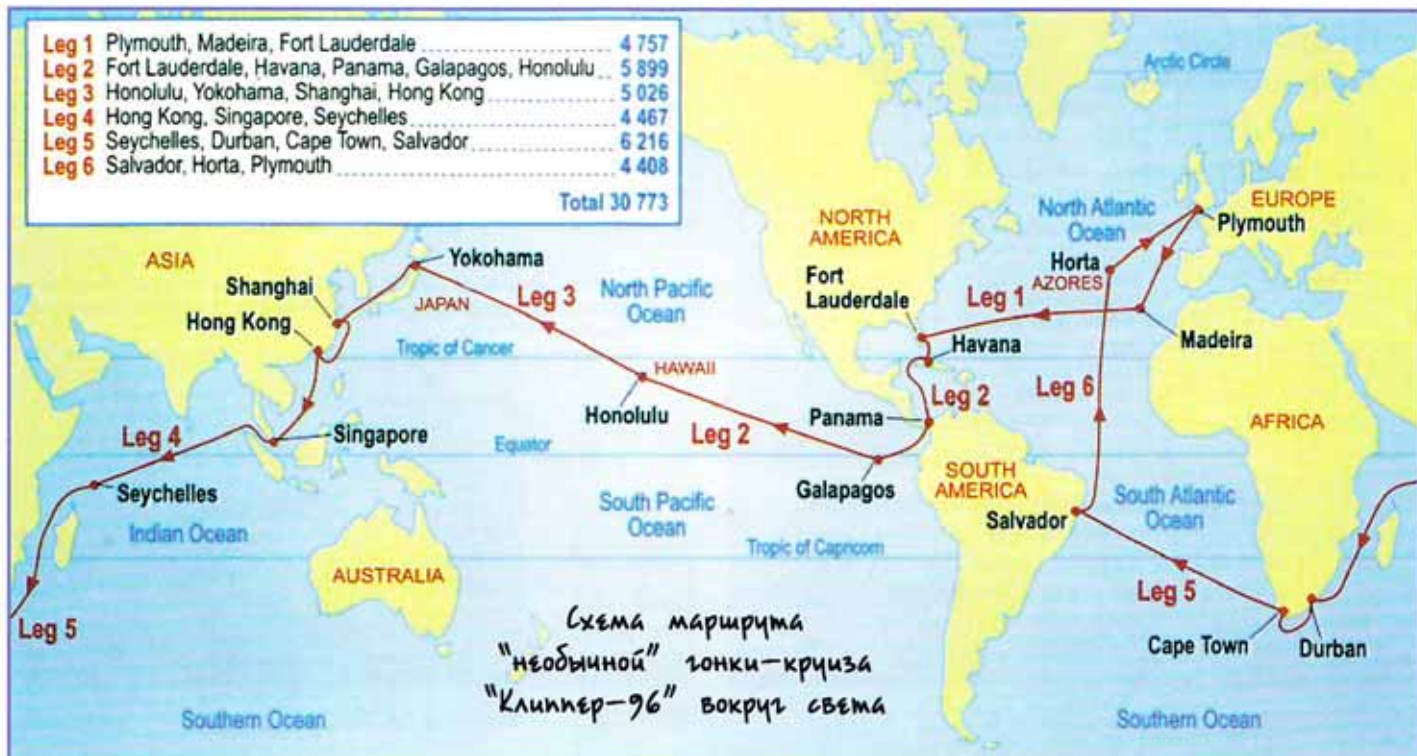 Leg 1 Plymouth, Madeira, Fort Lauderdale 4 757
Leg 2 Fort Lauderdale, Havana, Panama, Galapagos, Honolulu 5 899
Leg 3 Honolulu, Yokohama, Shanghai, Hong Kong 5 026
Leg 4 Hong Kong, Singapore, Seychelles 4 467
Leg 5 Seychelles, Durban, Cape Town, Salvador 6 216
Leg 6 Salvador, Horta, Plymouth 4 408
Total 30 773
Arctic Circle
ASIA
Yokohama
Shanghai
JAPAN
Hong Kong
Tropic of Cancer
Leg 3
North Pacific
Ocean
HAWAII
Honolulu
NORTH
AMERICA
Fort
Lauderdale
Leg 1
North Atlantic
Ocean
Horta
AZORES
EUROPE
Plymouth
Madeira
Havana
Leg 2
Panama
Leg 6
AFRICA
Leg 4
Singapore
Equator
Leg 2
Galapagos
SOUTH
AMERICA
Seychelles
Indian Ocean
South Pacific
Ocean
Salvador
South Atlantic
Ocean
Tropic of Capricorn
AUSTRALIA
Leg 5
Leg 5
Cape Town
Durban
Схема маршрута
"необычной" гонки-круиза
"Клиппер-96" вокруг света
Southern Ocean
Southern Ocean